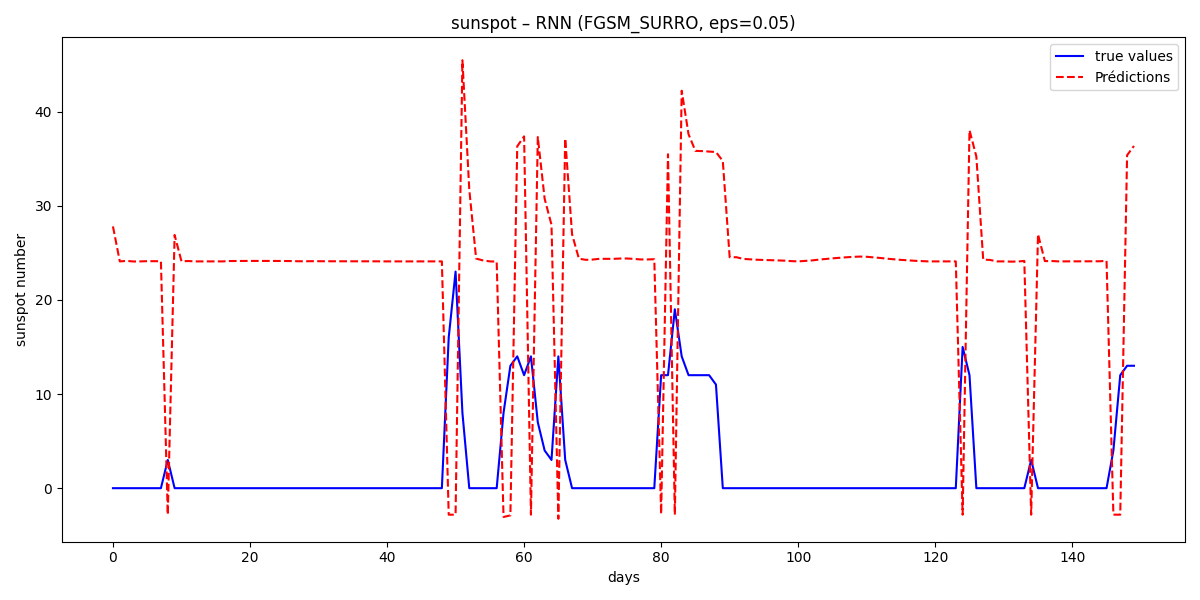 sunspot – RNN (FGSM_SURRO, eps=0.05)
true values
Prédictions
sunspot number
40
30
20
10
0
0 20 40 60 80 100 120 140
days